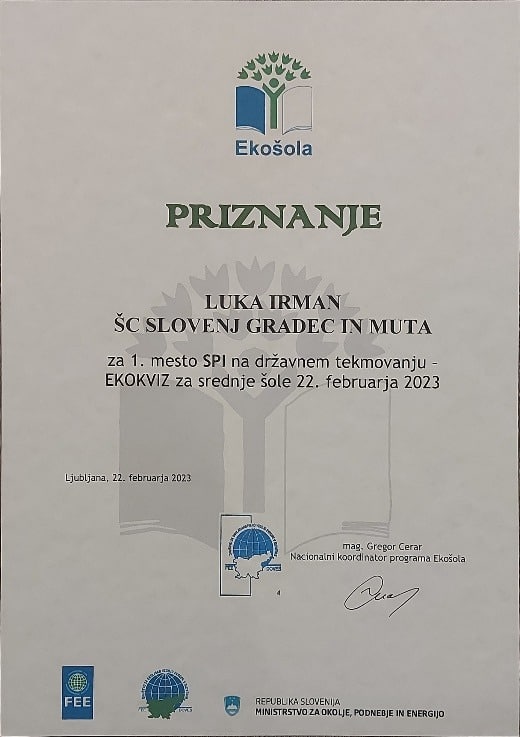 Ekošola
PRIZNANJE
LUKA IRMAN
ŠC SLOVENJ GRADEC IN MUTA
za 1. mesto SPI na državnem tekmovanju –
EKOKVIZ za srednje šole 22. februarja 2023
Ljubljana, 22. februarja 2023
mag. Gregor Cerar
Nacionalni koordinator programa Ekošola
FEE
REPUBLIKA SLOVENIJA
MINISTRSTVO ZA OKOLJE, PODNEBJE IN ENERGIJO